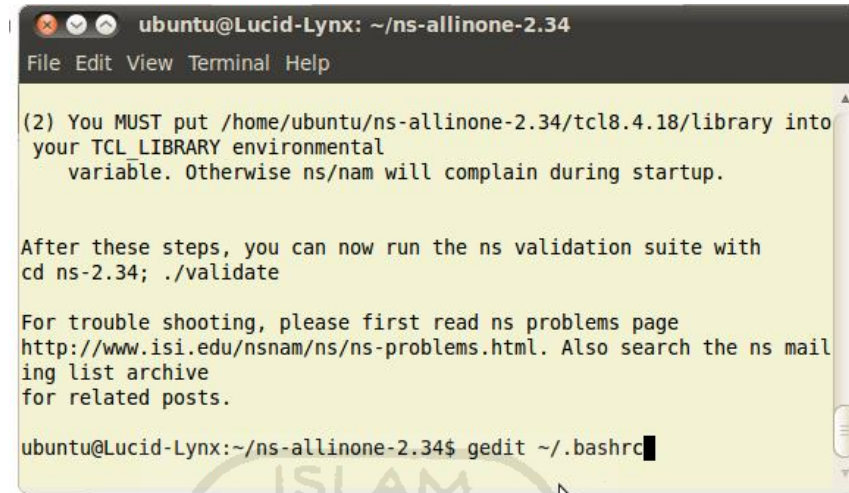 ubuntu@Lucid-Lynx: ~/ns-allinone-2.34
File Edit View Terminal Help
(2) You MUST put /home/ubuntu/ns-allinone-2.34/tcl8.4.18/library into
your TCL_LIBRARY environmental
variable. Otherwise ns/nam will complain during startup.
After these steps, you can now run the ns validation suite with
cd ns-2.34; ./validate
For trouble shooting, please first read ns problems page
http://www.isi.edu/nsnam/ns/ns-problems.html. Also search the ns mail
ing list archive
for related posts.
ubuntu@Lucid-Lynx:~/ns-allinone-2.34$ gedit ~/.bashrc
ISLAM